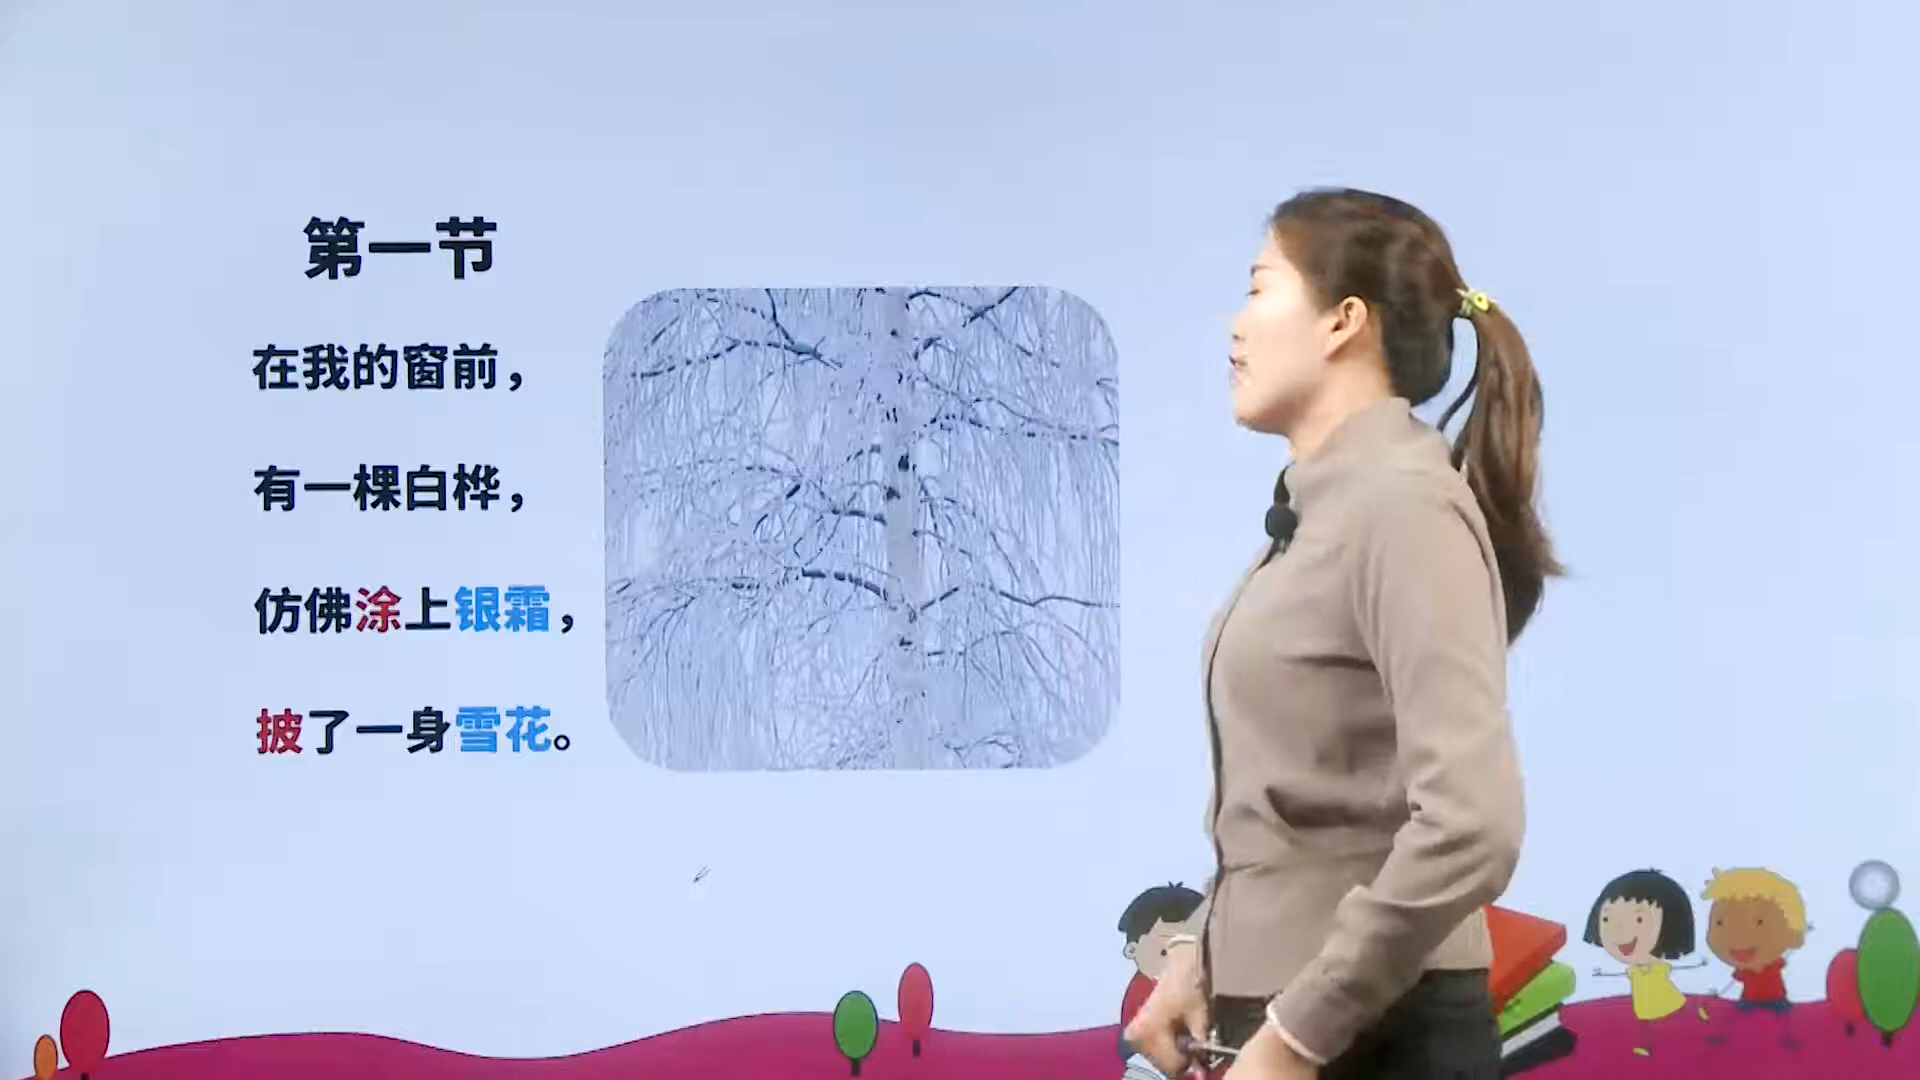 第一节
在我的窗前，
有一棵白桦，
仿佛涂上银霜，
披了一身雪花。